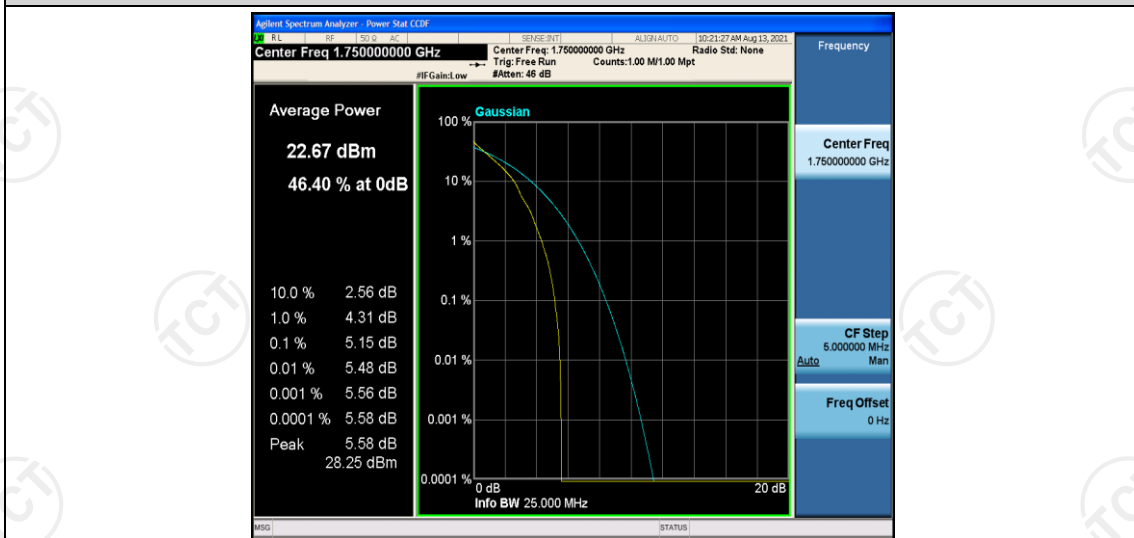 Agilent Spectrum Analyzer - Power Stat CCDF
LXI RL RF 50 Ω AC SENSE:INT ALIGN AUTO 10:21:27 AM Aug 13, 2021
Center Freq 1.750000000 GHz
Center Freq: 1.750000000 GHz Radio Std: None
Trig: Free Run Counts:1.00 M/1.00 Mpt
#IFGain:Low #Atten: 46 dB
Frequency
Average Power
22.67 dBm
46.40 % at 0dB
10.0 % 2.56 dB
1.0 % 4.31 dB
0.1 % 5.15 dB
0.01 % 5.48 dB
0.001 % 5.56 dB
0.0001 % 5.58 dB
Peak 5.58 dB
28.25 dBm
Gaussian
100 %
10 %
1 %
0.1 %
0.01 %
0.001 %
0.0001 %
0 dB 20 dB
Info BW 25.000 MHz
Center Freq
1.750000000 GHz
CF Step
5.000000 MHz
Auto Man
Freq Offset
0 Hz
MSG STATUS
TCT
TCT
TCT
TCT
TCT
TCT